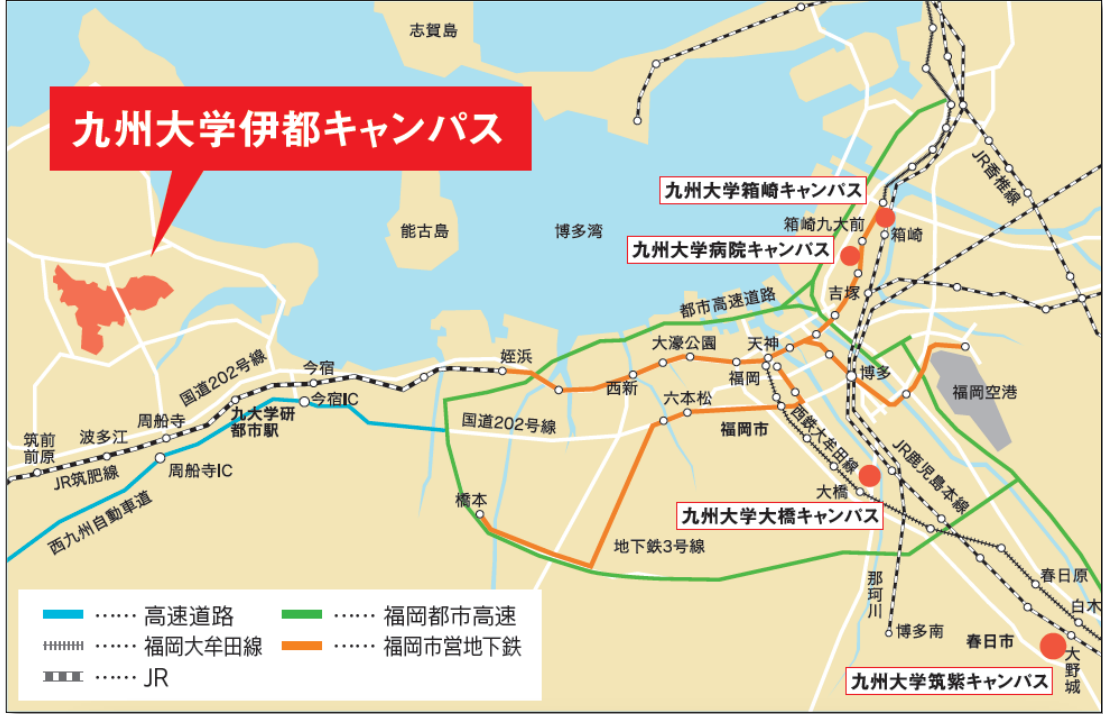 志賀島
九州大学伊都キャンパス
JR香椎線
九州大学箱崎キャンパス
能古島
博多湾
箱崎九大前
箱崎
九州大学病院キャンパス
吉塚
都市高速道路
大濠公園
天神
姪浜
西新
福岡
博多
福岡空港
今宿
国道202号線
今宿IC
九大学研
都市駅
六本松
国道202号線
福岡市
西鉄大牟田線
周船寺
波多江
筑前
前原
JR筑肥線
周船寺IC
西九州自動車道
橋本
大橋
JR鹿児島本線
九州大学大橋キャンパス
地下鉄3号線
那珂川
春日原
白木
博多南
春日市
大野城
九州大学筑紫キャンパス
…… 高速道路
…… 福岡都市高速
…… 福岡大牟田線
…… 福岡市営地下鉄
…… JR